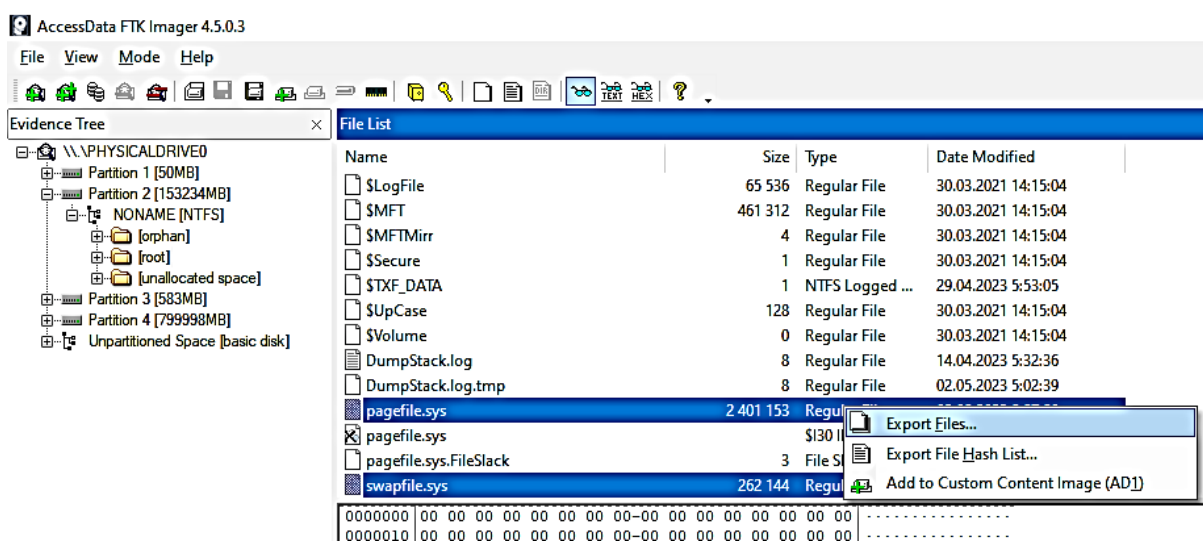 AccessData FTK Imager 4.5.0.3
File View Mode Help
TEXT HEX
Evidence Tree
File List
\\.\PHYSICALDRIVE0
Partition 1 [50MB]
Partition 2 [153234MB]
NONAME [NTFS]
[orphan]
[root]
[unallocated space]
Partition 3 [583MB]
Partition 4 [799998MB]
Unpartitioned Space [basic disk]
Name Size Type Date Modified
$LogFile 65 536 Regular File 30.03.2021 14:15:04
$MFT 461 312 Regular File 30.03.2021 14:15:04
$MFTMirr 4 Regular File 30.03.2021 14:15:04
$Secure 1 Regular File 30.03.2021 14:15:04
$TXF_DATA 1 NTFS Logged ... 29.04.2023 5:53:05
$UpCase 128 Regular File 30.03.2021 14:15:04
$Volume 0 Regular File 30.03.2021 14:15:04
DumpStack.log 8 Regular File 14.04.2023 5:32:36
DumpStack.log.tmp 8 Regular File 02.05.2023 5:02:39
pagefile.sys 2 401 153
pagefile.sys $I30
pagefile.sys.FileSlack 3 File
swapfile.sys 262 144
Export Files...
Export File Hash List...
Add to Custom Content Image (AD1)
0000000 00 00 00 00 00 00 00 00-00 00 00 00 00 00 00 00 ................
0000010 00 00 00 00 00 00 00 00-00 00 00 00 00 00 00 00 ................